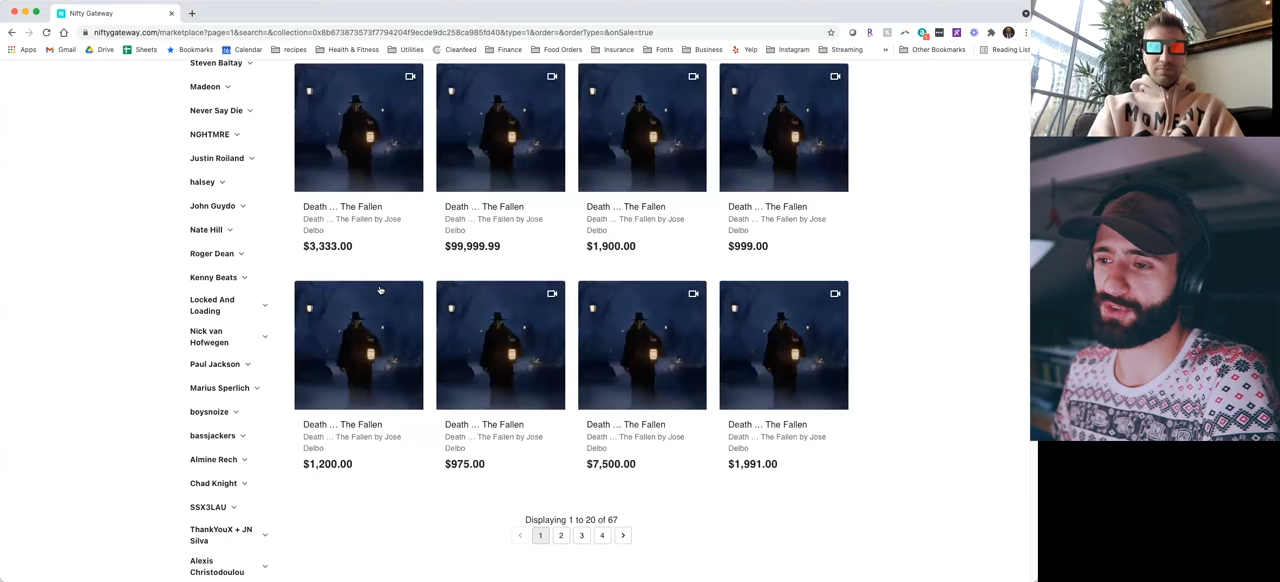 Nifty Gateway
niftygateway.com/marketplace?page=1&search=&collection=0x8b673873573f7794204f9ecde9dc258ca985fd40&type=1&order=&orderType=&onSale=true
Apps Gmail Drive Sheets Bookmarks Calendar recipes Health & Fitness Utilities Cleanfeed Finance Food Orders Insurance Fonts Business Yelp Instagram Streaming » Other Bookmarks Reading List
Steven Baltay
Madeon
Never Say Die
NGHTMRE
Justin Roiland
halsey
John Guydo
Nate Hill
Roger Dean
Kenny Beats
Locked And
Loading
Nick van
Hofwegen
Paul Jackson
Marius Sperlich
boysnoize
bassjackers
Almine Rech
Chad Knight
SSX3LAU
ThankYouX + JN
Silva
Alexis
Christodoulou
Death ... The Fallen
Death ... The Fallen by Jose
Delbo
$3,333.00
Death ... The Fallen
Death ... The Fallen by Jose
Delbo
$99,999.99
Death ... The Fallen
Death ... The Fallen by Jose
Delbo
$1,900.00
Death ... The Fallen
Death ... The Fallen by Jose
Delbo
$999.00
Death ... The Fallen
Death ... The Fallen by Jose
Delbo
$1,200.00
Death ... The Fallen
Death ... The Fallen by Jose
Delbo
$975.00
Death ... The Fallen
Death ... The Fallen by Jose
Delbo
$7,500.00
Death ... The Fallen
Death ... The Fallen by Jose
Delbo
$1,991.00
Displaying 1 to 20 of 67
< 1 2 3 4 >
MOMENT